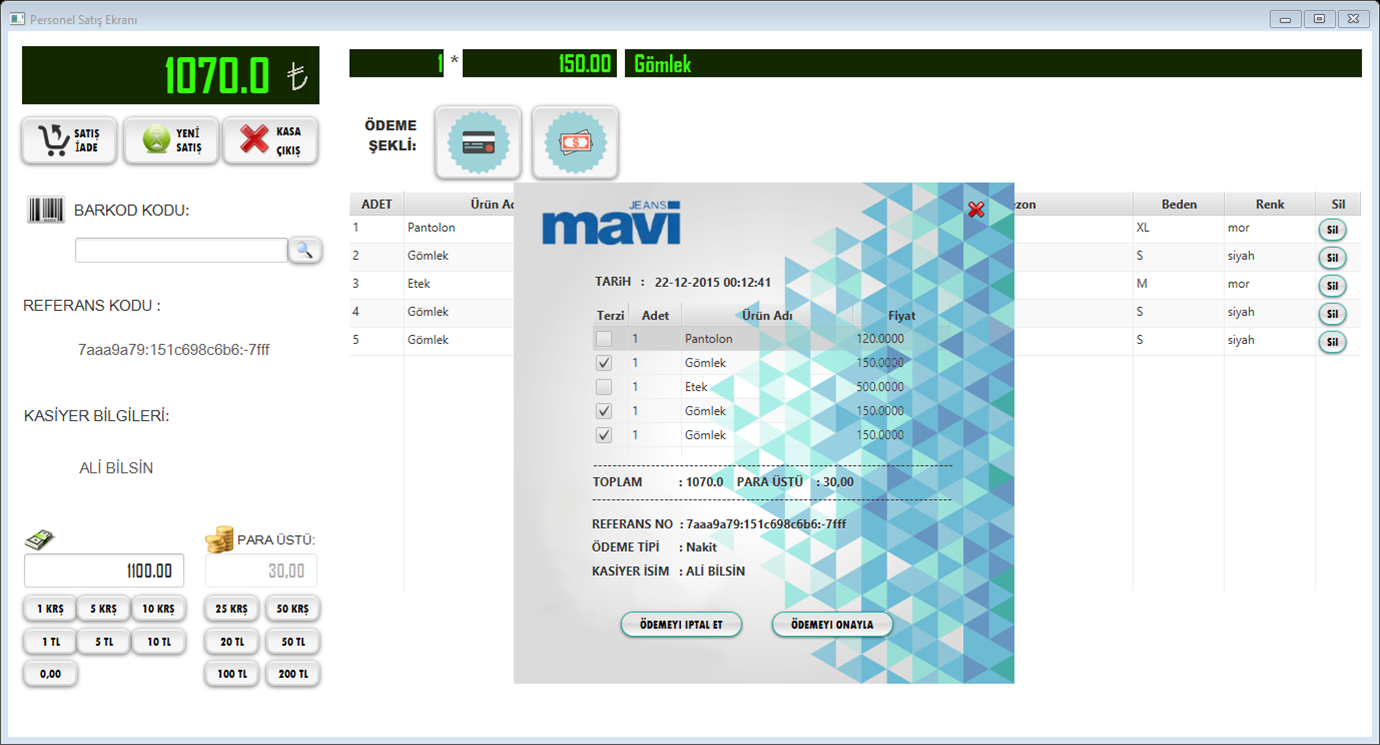 Personel Satış Ekranı
1070.0 ₺
1 * 150.00 Gömlek
SATIŞ İADE
YENİ SATIŞ
KASA ÇIKIŞ
ÖDEME ŞEKLİ:
BARKOD KODU:
REFERANS KODU :
7aaa9a79:151c698c6b6:-7fff
KASİYER BİLGİLERİ:
ALİ BİLSİN
PARA ÜSTÜ:
1100.00
30,00
1 KRŞ 5 KRŞ 10 KRŞ 25 KRŞ 50 KRŞ
1 TL 5 TL 10 TL 20 TL 50 TL
0,00 100 TL 200 TL
ADET Ürün Beden Renk Sil
1 Pantolon XL mor Sil
2 Gömlek S siyah Sil
3 Etek M mor Sil
4 Gömlek S siyah Sil
5 Gömlek S siyah Sil
JEANS
mavi
TARİH : 22-12-2015 00:12:41
Terzi Adet Ürün Adı Fiyat
1 Pantolon 120.0000
1 Gömlek 150.0000
1 Etek 500.0000
1 Gömlek 150.0000
1 Gömlek 150.0000
TOPLAM : 1070.0 PARA ÜSTÜ : 30,00
REFERANS NO : 7aaa9a79:151c698c6b6:-7fff
ÖDEME TİPİ : Nakit
KASİYER İSİM : ALİ BİLSİN
ÖDEMEYI IPTAL ET
ÖDEMEYI ONAYLA